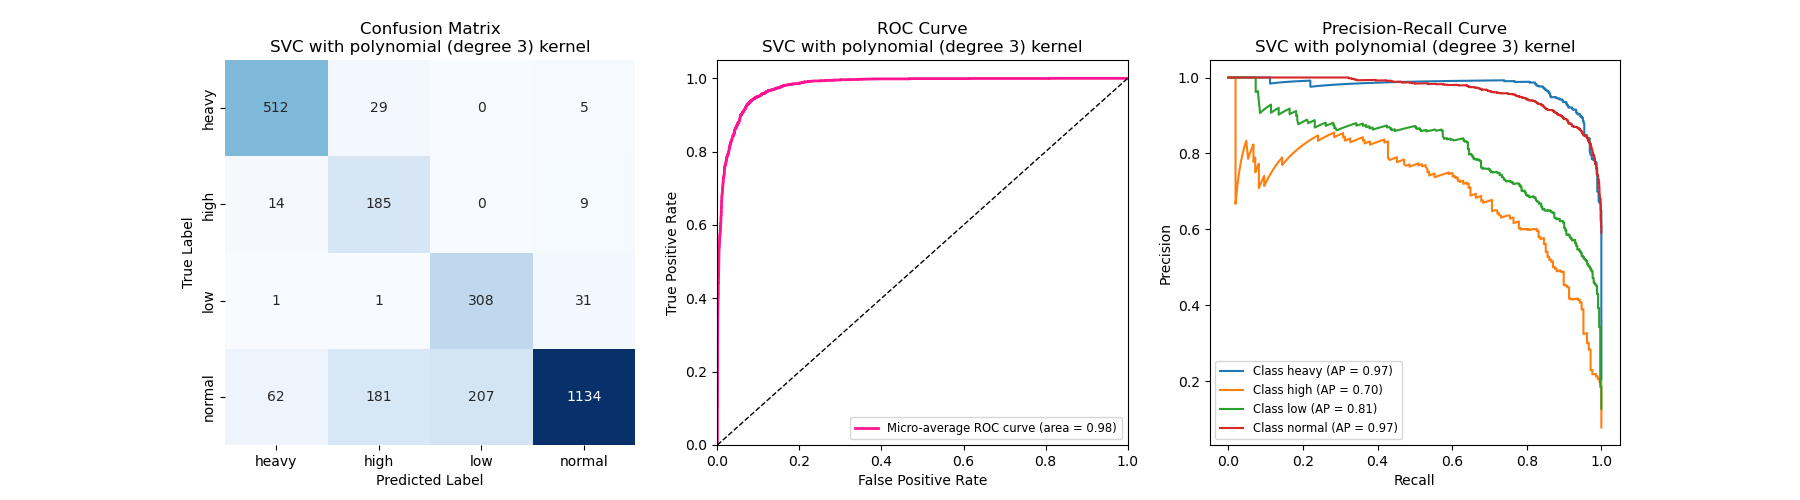 Confusion Matrix
SVC with polynomial (degree 3) kernel
True Label
heavy
high
low
normal
512 29 0 5
14 185 0 9
1 1 308 31
62 181 207 1134
heavy high low normal
Predicted Label
ROC Curve
SVC with polynomial (degree 3) kernel
True Positive Rate
1.0
0.8
0.6
0.4
0.2
0.0
Micro-average ROC curve (area = 0.98)
0.0 0.2 0.4 0.6 0.8 1.0
False Positive Rate
Precision-Recall Curve
SVC with polynomial (degree 3) kernel
Precision
1.0
0.8
0.6
0.4
0.2
Class heavy (AP = 0.97)
Class high (AP = 0.70)
Class low (AP = 0.81)
Class normal (AP = 0.97)
0.0 0.2 0.4 0.6 0.8 1.0
Recall